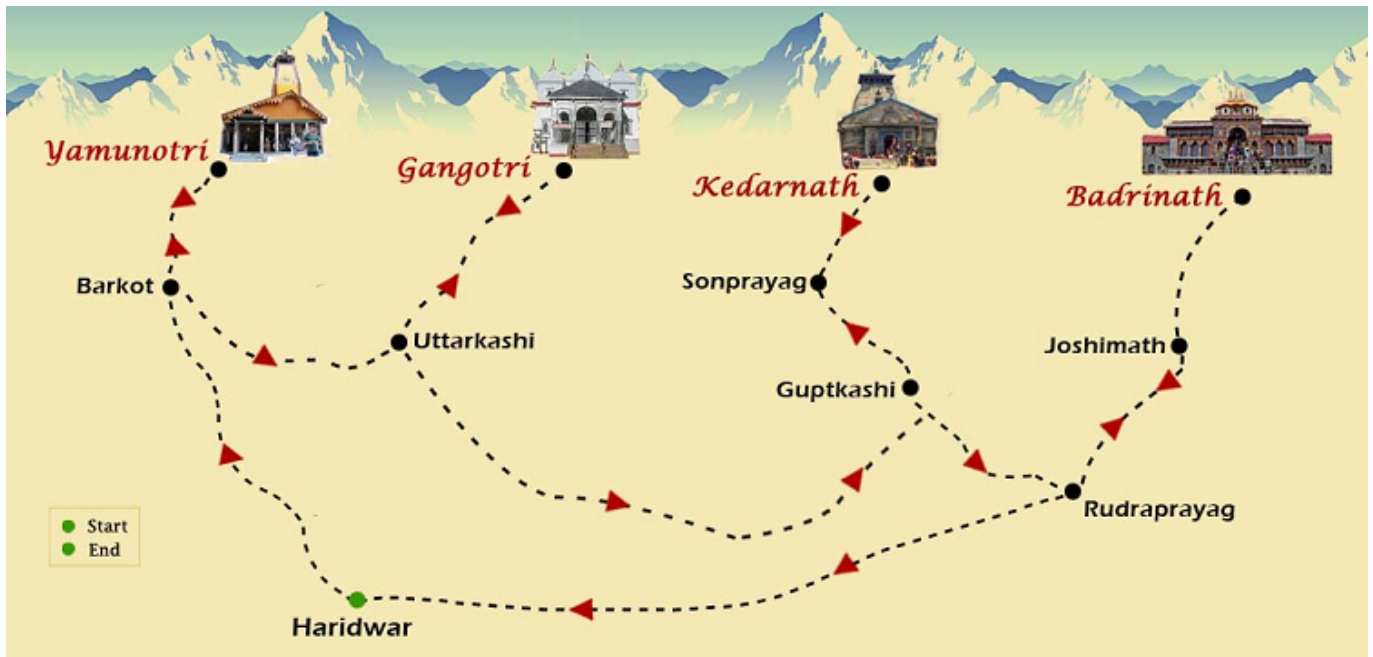 Yamunotri
Gangotri
Kedarnath
Badrinath
Barkot
Sonprayag
Uttarkashi
Joshimath
Guptkashi
Rudraprayag
Start
End
Haridwar